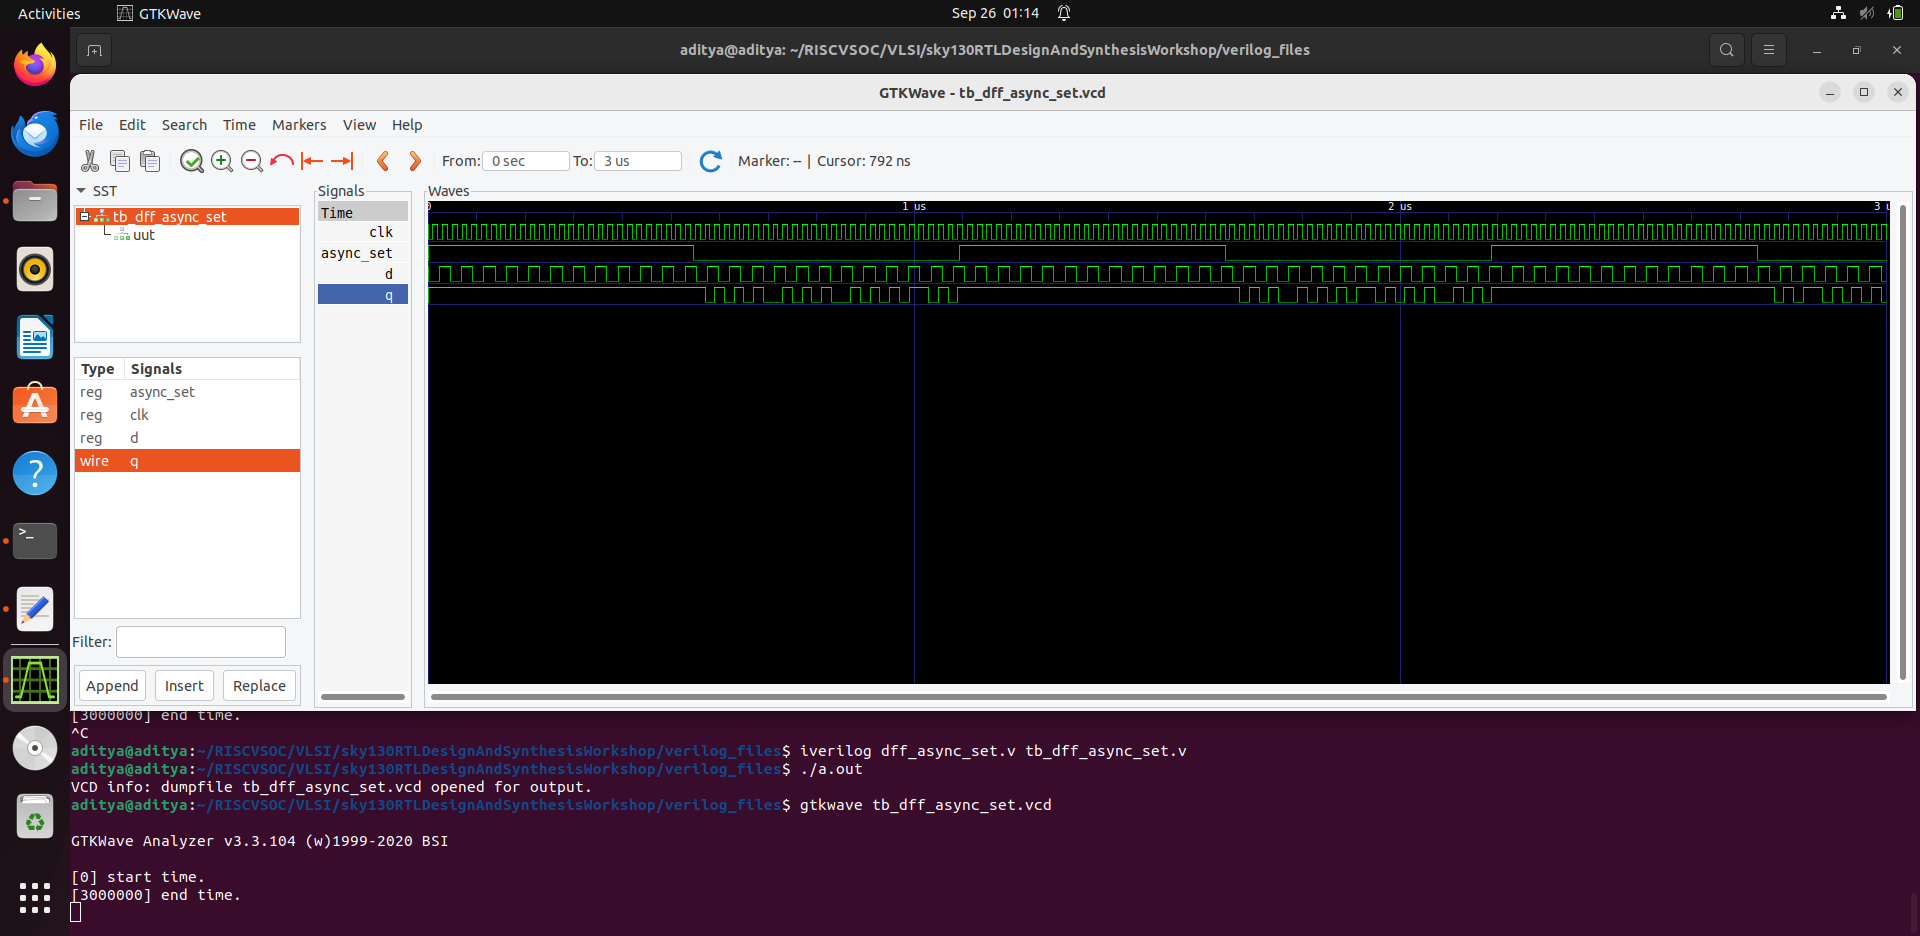 Activities GTKWave Sep 26 01:14
aditya@aditya: ~/RISCVSOC/VLSI/sky130RTLDesignAndSynthesisWorkshop/verilog_files
GTKWave - tb_dff_async_set.vcd
File Edit Search Time Markers View Help
From: 0 sec To: 3 us Marker: -- | Cursor: 792 ns
SST
tb_dff_async_set
uut
Type Signals
reg async_set
reg clk
reg d
wire q
Filter:
Append Insert Replace
Signals
Time
clk
async_set
d
q
Waves
0 1 us 2 us 3 u
[3000000] end time.
^C
aditya@aditya:~/RISCVSOC/VLSI/sky130RTLDesignAndSynthesisWorkshop/verilog_files$ iverilog dff_async_set.v tb_dff_async_set.v
aditya@aditya:~/RISCVSOC/VLSI/sky130RTLDesignAndSynthesisWorkshop/verilog_files$ ./a.out
VCD info: dumpfile tb_dff_async_set.vcd opened for output.
aditya@aditya:~/RISCVSOC/VLSI/sky130RTLDesignAndSynthesisWorkshop/verilog_files$ gtkwave tb_dff_async_set.vcd
GTKWave Analyzer v3.3.104 (w)1999-2020 BSI
[0] start time.
[3000000] end time.